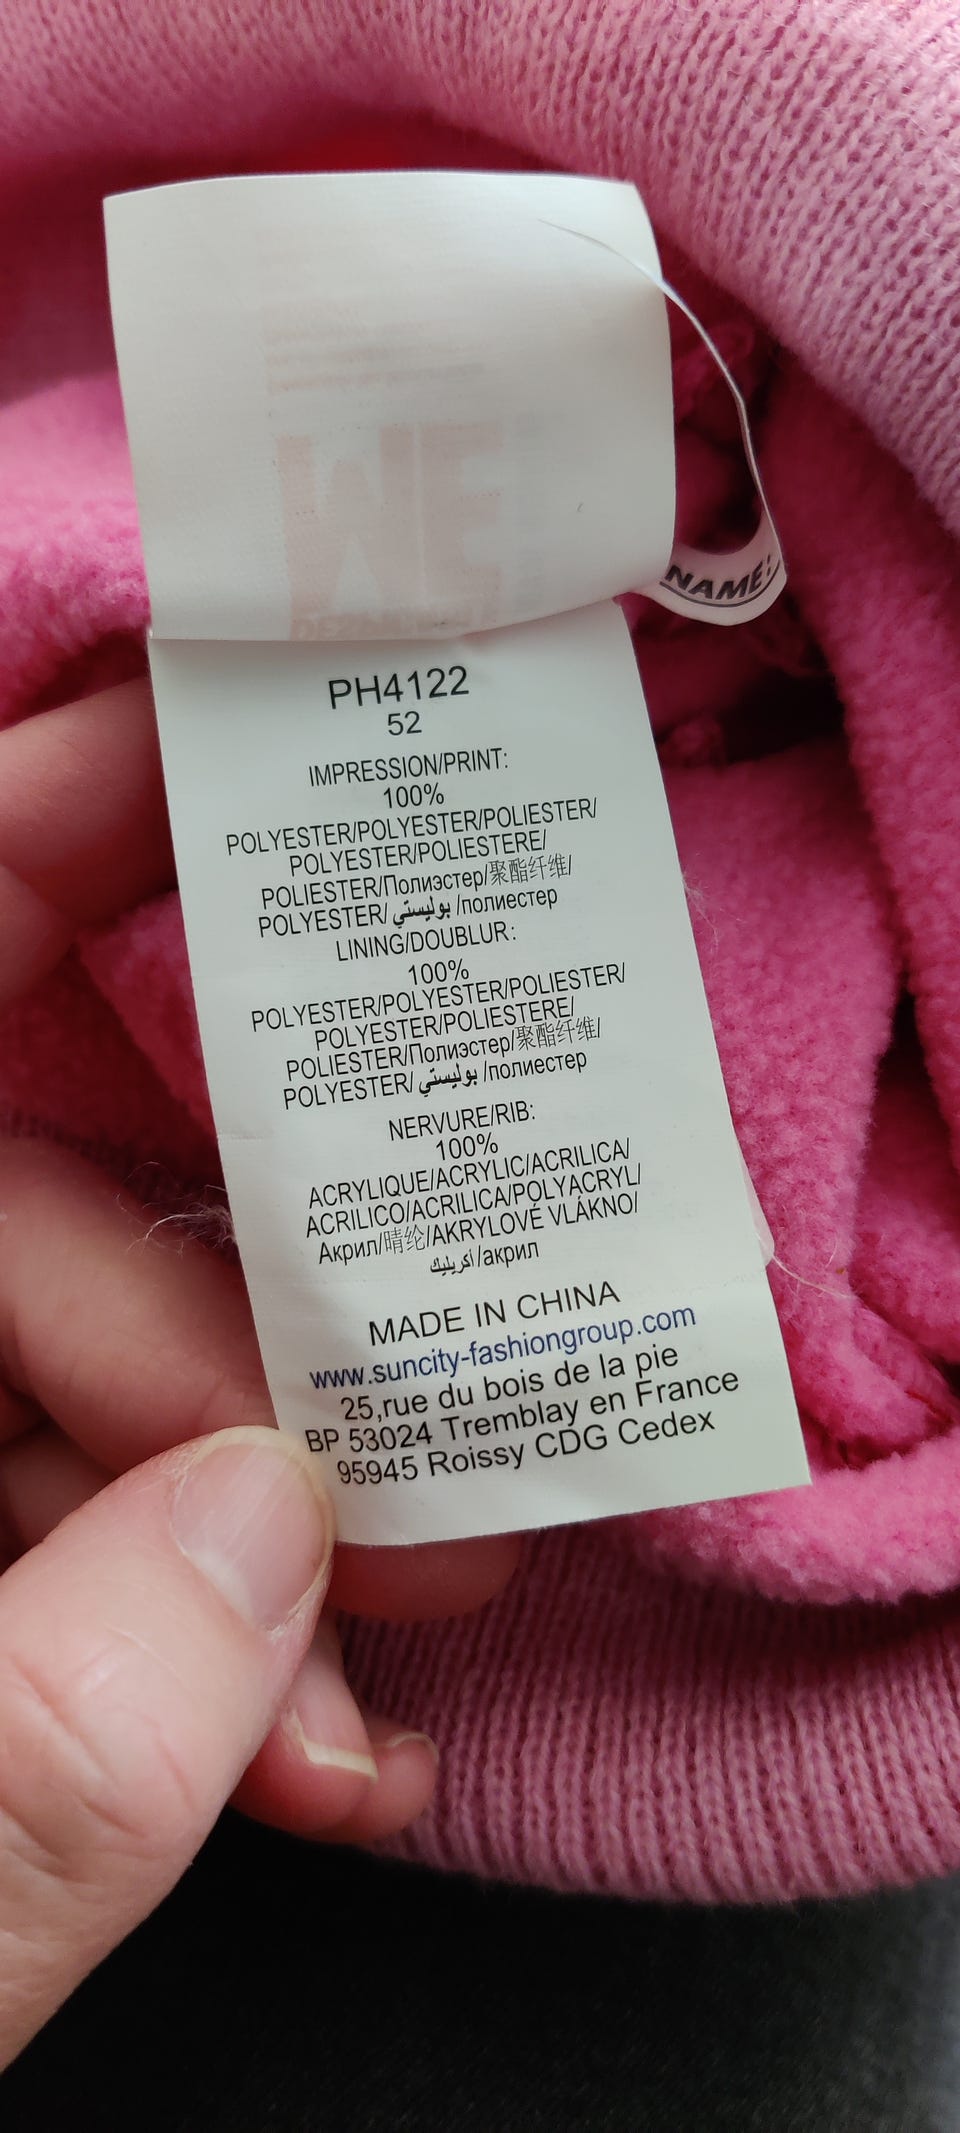 NAME:
PH4122
52
IMPRESSION/PRINT:
100%
POLYESTER/POLYESTER/POLIESTER/
POLYESTER/POLIESTERE/
POLIESTER/Полиэстер/聚酯纤维/
POLYESTER/ بوليستي /полиестер
LINING/DOUBLUR:
100%
POLYESTER/POLYESTER/POLIESTER/
POLYESTER/POLIESTERE/
POLIESTER/Полиэстер/聚酯纤维/
POLYESTER/ بوليستي /полиестер
NERVURE/RIB:
100%
ACRYLIQUE/ACRYLIC/ACRILICA/
ACRILICO/ACRILICA/POLYACRYL/
Акрил/晴纶/AKRYLOVÉ VLÁKNO/
أكريليك/акрил
MADE IN CHINA
www.suncity-fashiongroup.com
25,rue du bois de la pie
BP 53024 Tremblay en France
95945 Roissy CDG Cedex